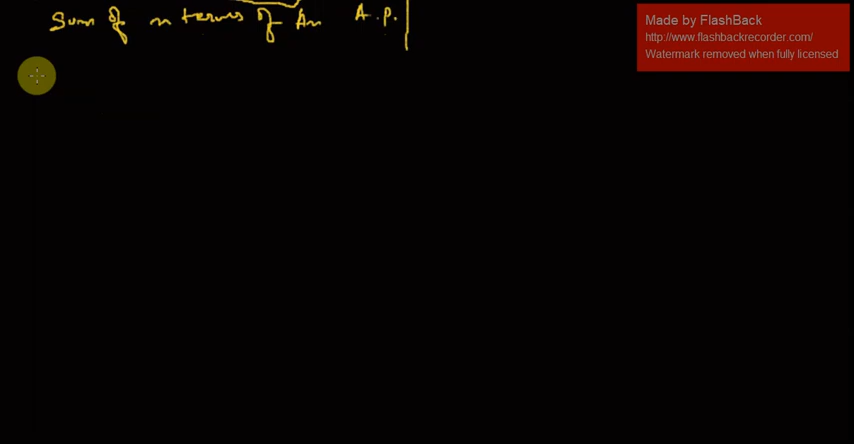 Sum of n terms of An A.P.
Made by FlashBack
http://www.flashbackrecorder.com/
Watermark removed when fully licensed